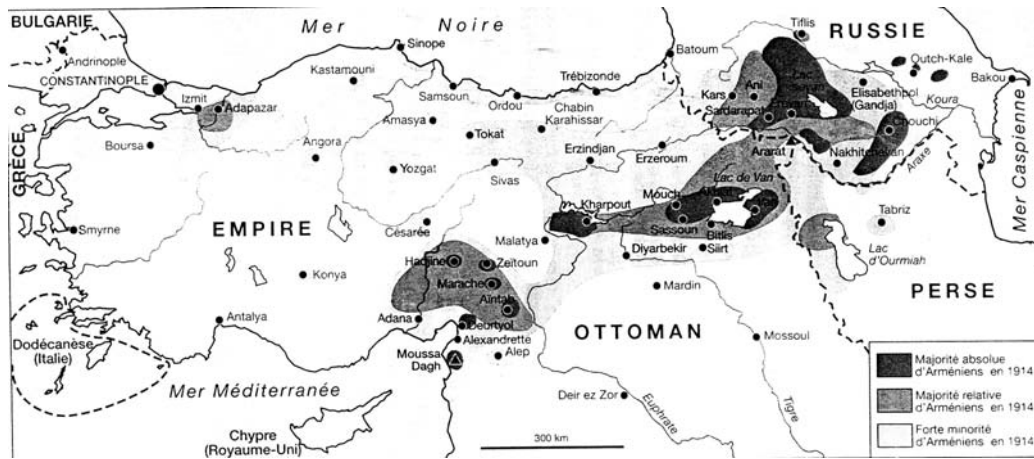 BULGARIE
Mer Noire
Tiflis
RUSSIE
Andrinople
Sinope
Batoum
Outch-Kale
CONSTANTINOPLE
Kastamouni
Trébizonde
Bakou
Izmit
Adapazar
Samsoun
Ordou
Chabin
Karahissar
Kars
Ani
Lac
Elisabethpol
(Gandja)
Koura
Sardarapat
Chouchi
Amasya
Tokat
Boursa
Angora
Erzindjan
Erzeroum
Ararat
Nakhitchevan
Araxe
Mer Caspienne
GRÈCE
Yozgat
Sivas
Lac de Van
Mouch
Kharpout
Tabriz
Smyrne
EMPIRE
Césarée
Malatya
Sassoun
Bitlis
Diyarbekir
Siirt
Lac
d'Ourmiah
Hadjine
Zeïtoun
Konya
Marache
Mardin
PERSE
Aïntab
Antalya
Adana
Deurtyol
OTTOMAN
Dodécanèse
(Italie)
Alexandrette
Mossoul
Moussa
Dagh
Alep
Mer Méditerranée
Deir ez Zor
Euphrate
Tigre
Chypre
(Royaume-Uni)
300 km
Majorité absolue
d'Arméniens en 1914
Majorité relative
d'Arméniens en 1914
Forte minorité
d'Arméniens en 1914